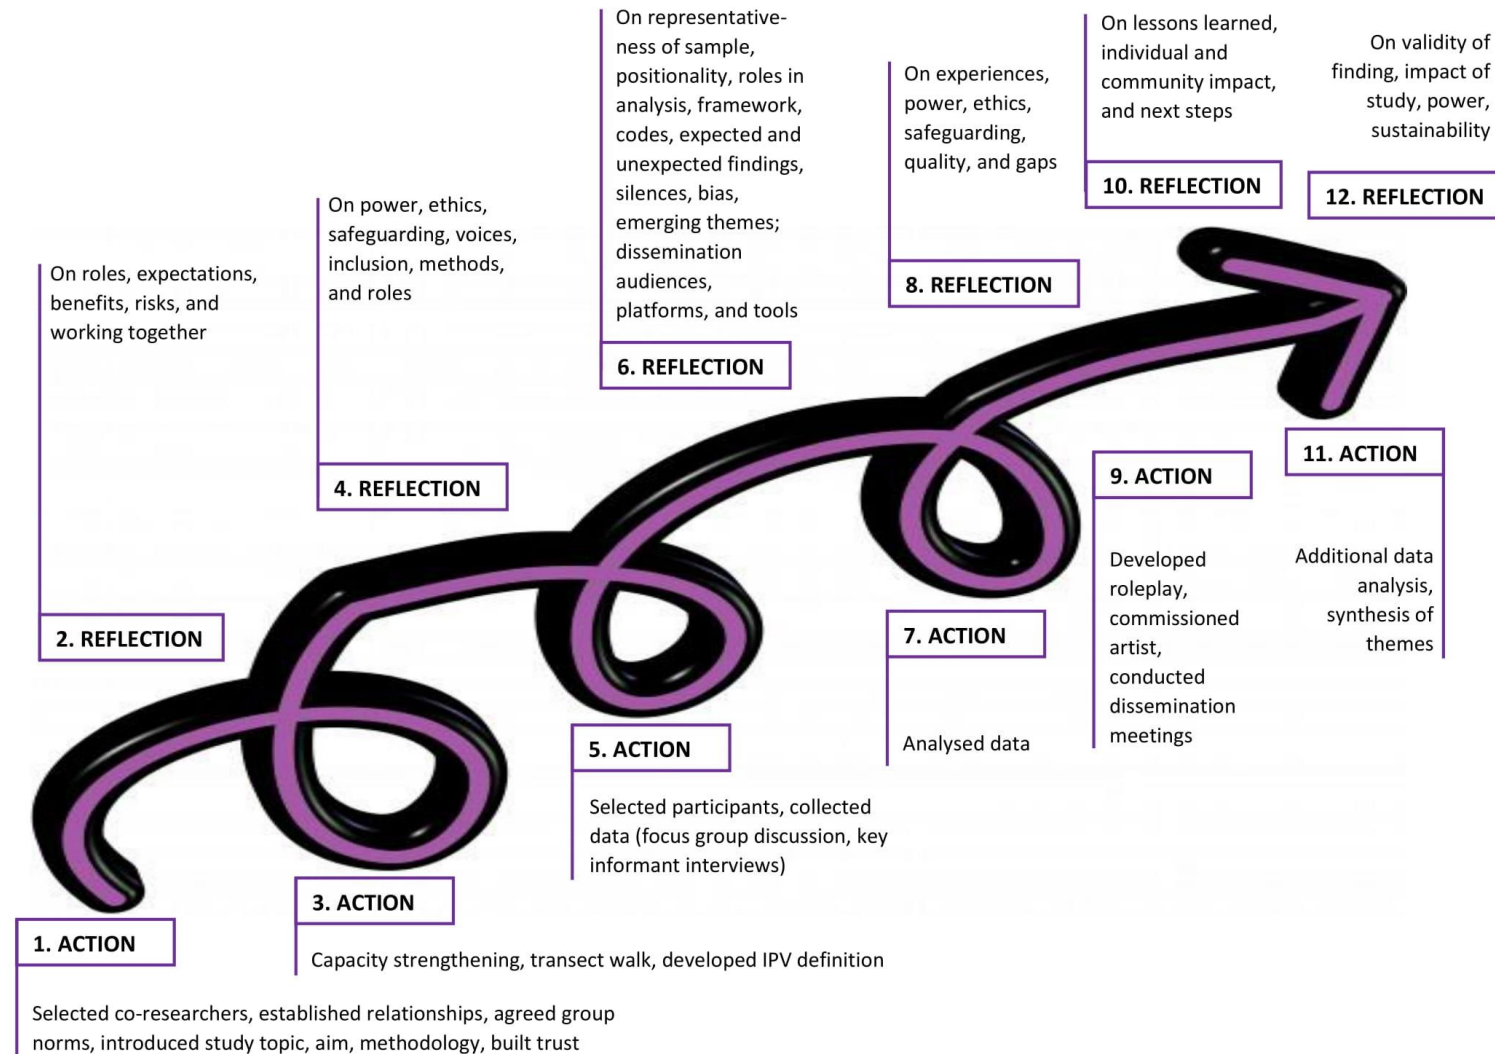 1. ACTION
Selected co-researchers, established relationships, agreed group
norms, introduced study topic, aim, methodology, built trust
On roles, expectations,
benefits, risks, and
working together
2. REFLECTION
3. ACTION
Capacity strengthening, transect walk, developed IPV definition
On power, ethics,
safeguarding, voices,
inclusion, methods,
and roles
4. REFLECTION
5. ACTION
Selected participants, collected
data (focus group discussion, key
informant interviews)
On representative-
ness of sample,
positionality, roles in
analysis, framework,
codes, expected and
unexpected findings,
silences, bias,
emerging themes;
dissemination
audiences,
platforms, and tools
6. REFLECTION
7. ACTION
Analysed data
On experiences,
power, ethics,
safeguarding,
quality, and gaps
8. REFLECTION
9. ACTION
Developed
roleplay,
commissioned
artist,
conducted
dissemination
meetings
On lessons learned,
individual and
community impact,
and next steps
10. REFLECTION
11. ACTION
Additional data
analysis,
synthesis of
themes
On validity of
finding, impact of
study, power,
sustainability
12. REFLECTION